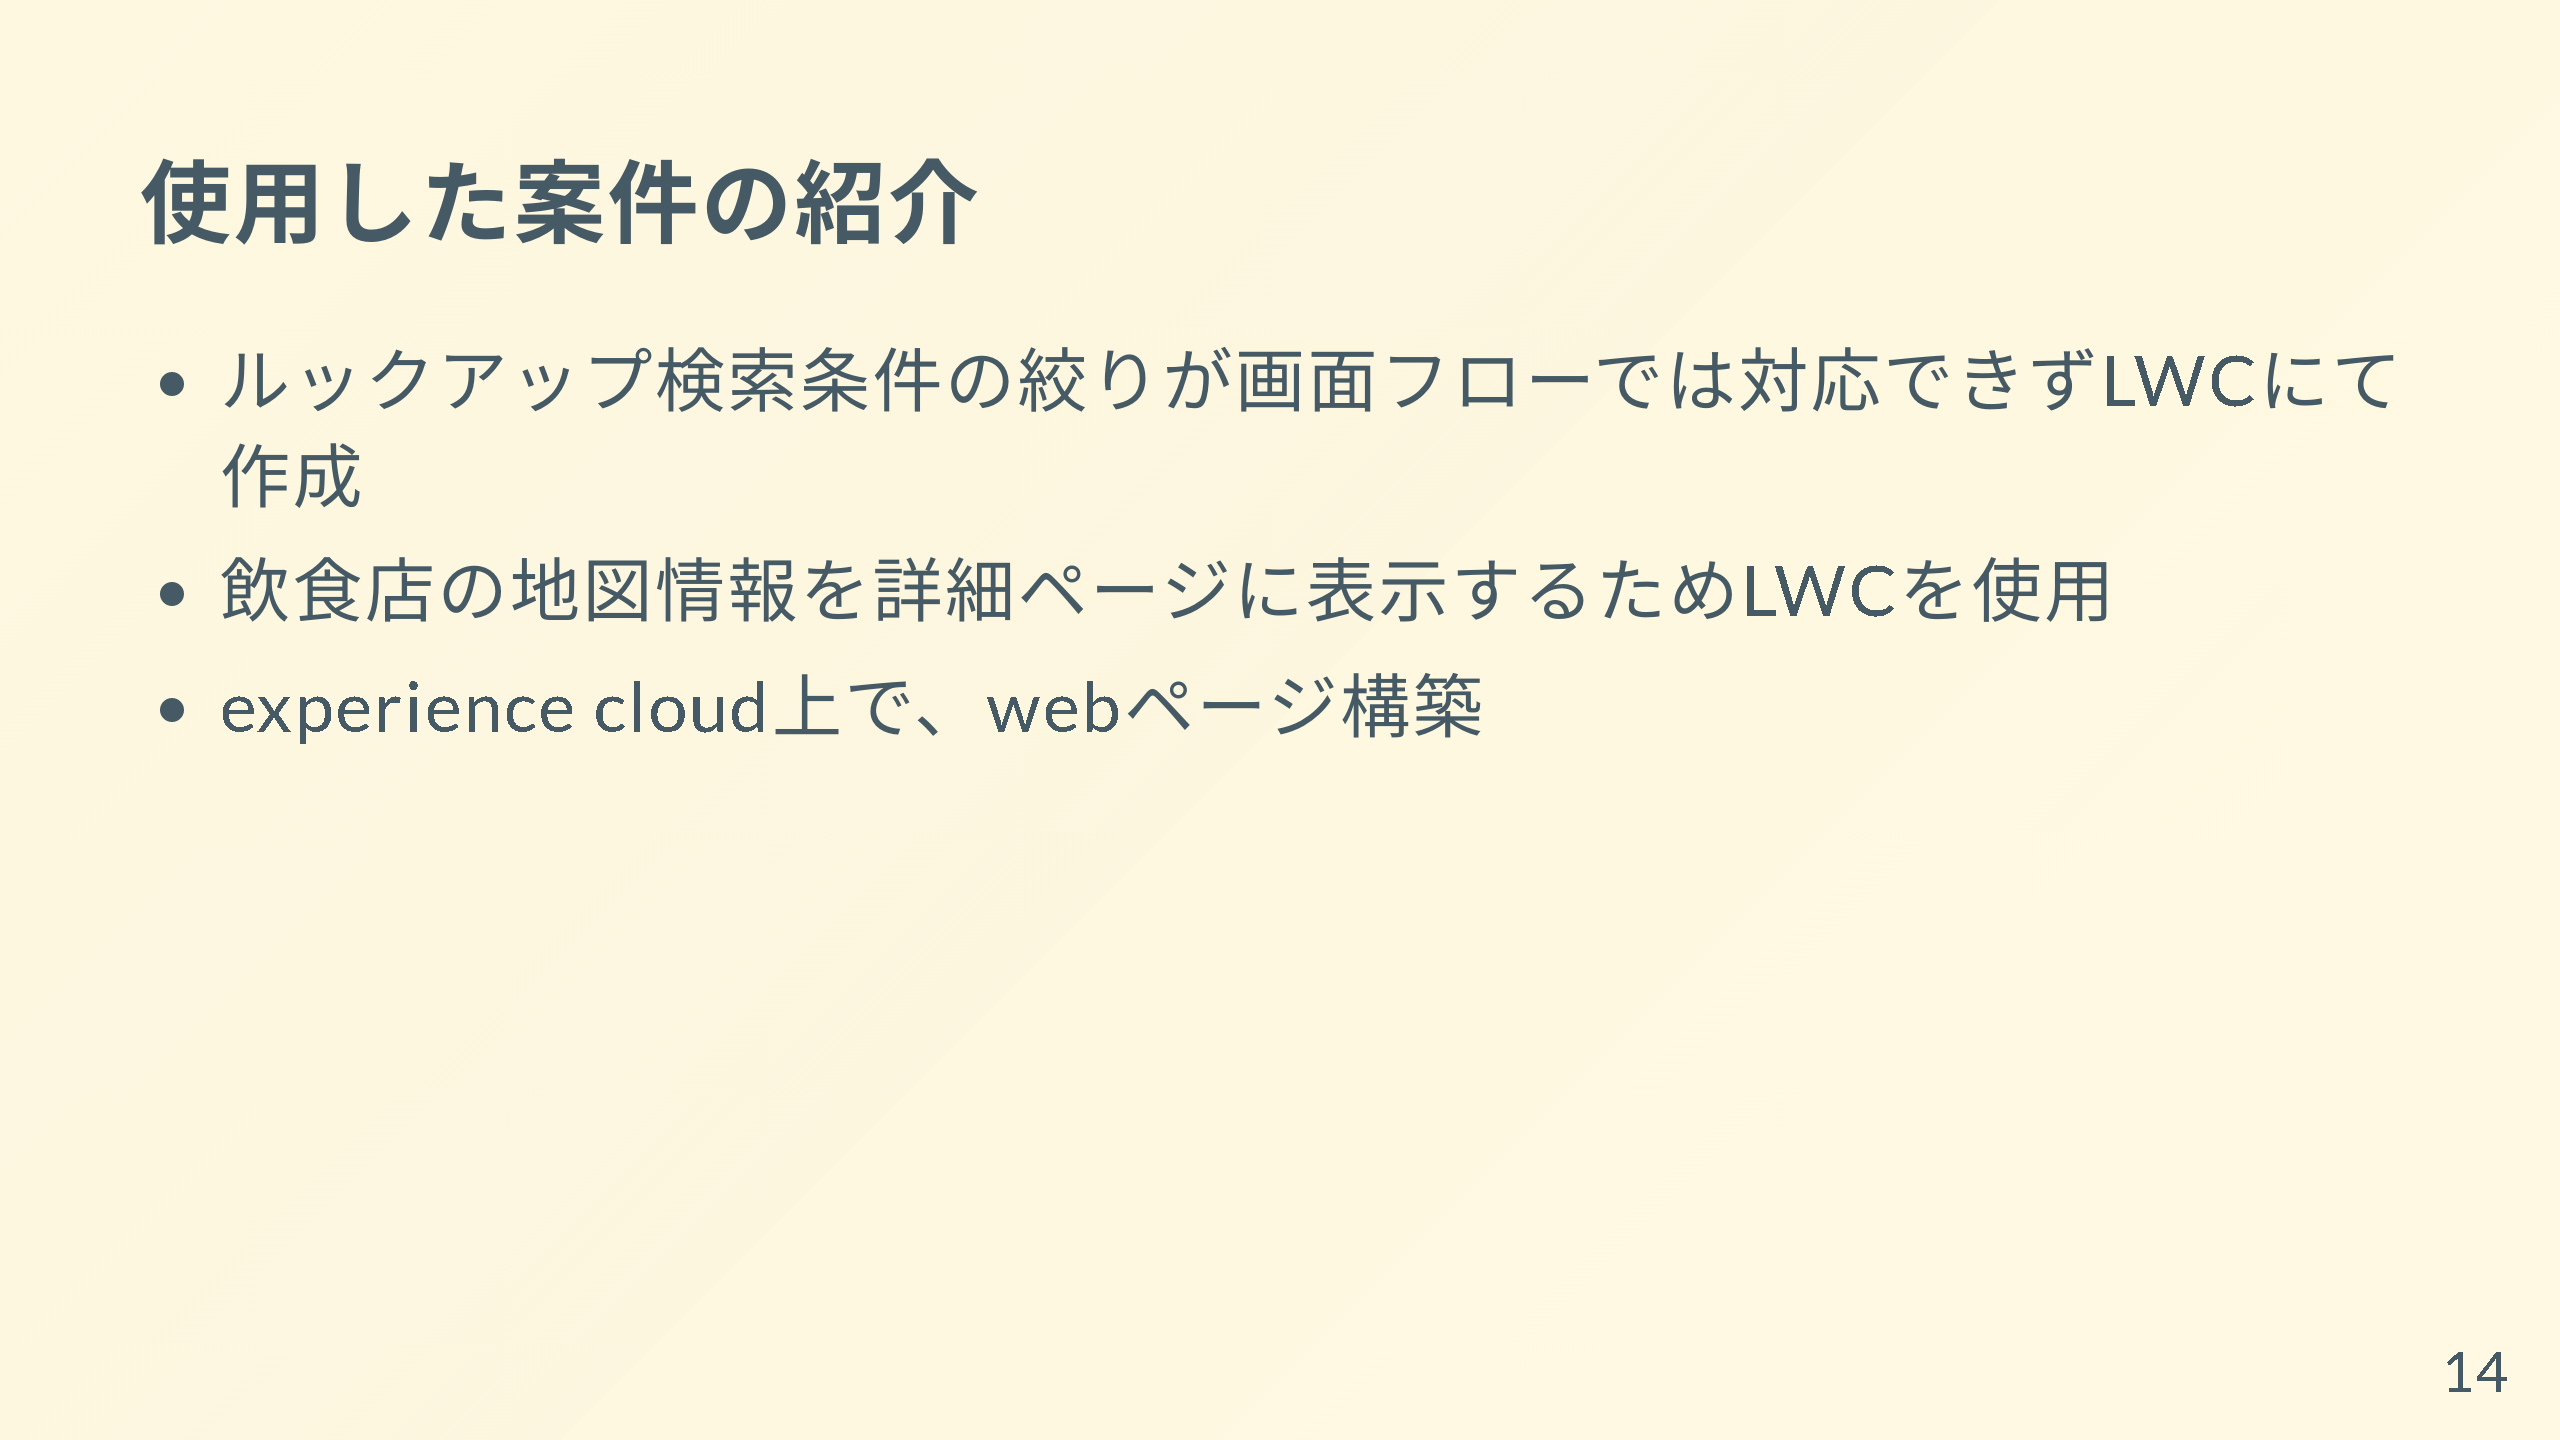 使用した案件の紹介
• ルックアップ検索条件の絞りが画面フローでは対応できずLWCにて
作成
• 飲食店の地図情報を詳細ページに表示するためLWCを使用
• experience cloud上で、webページ構築
14